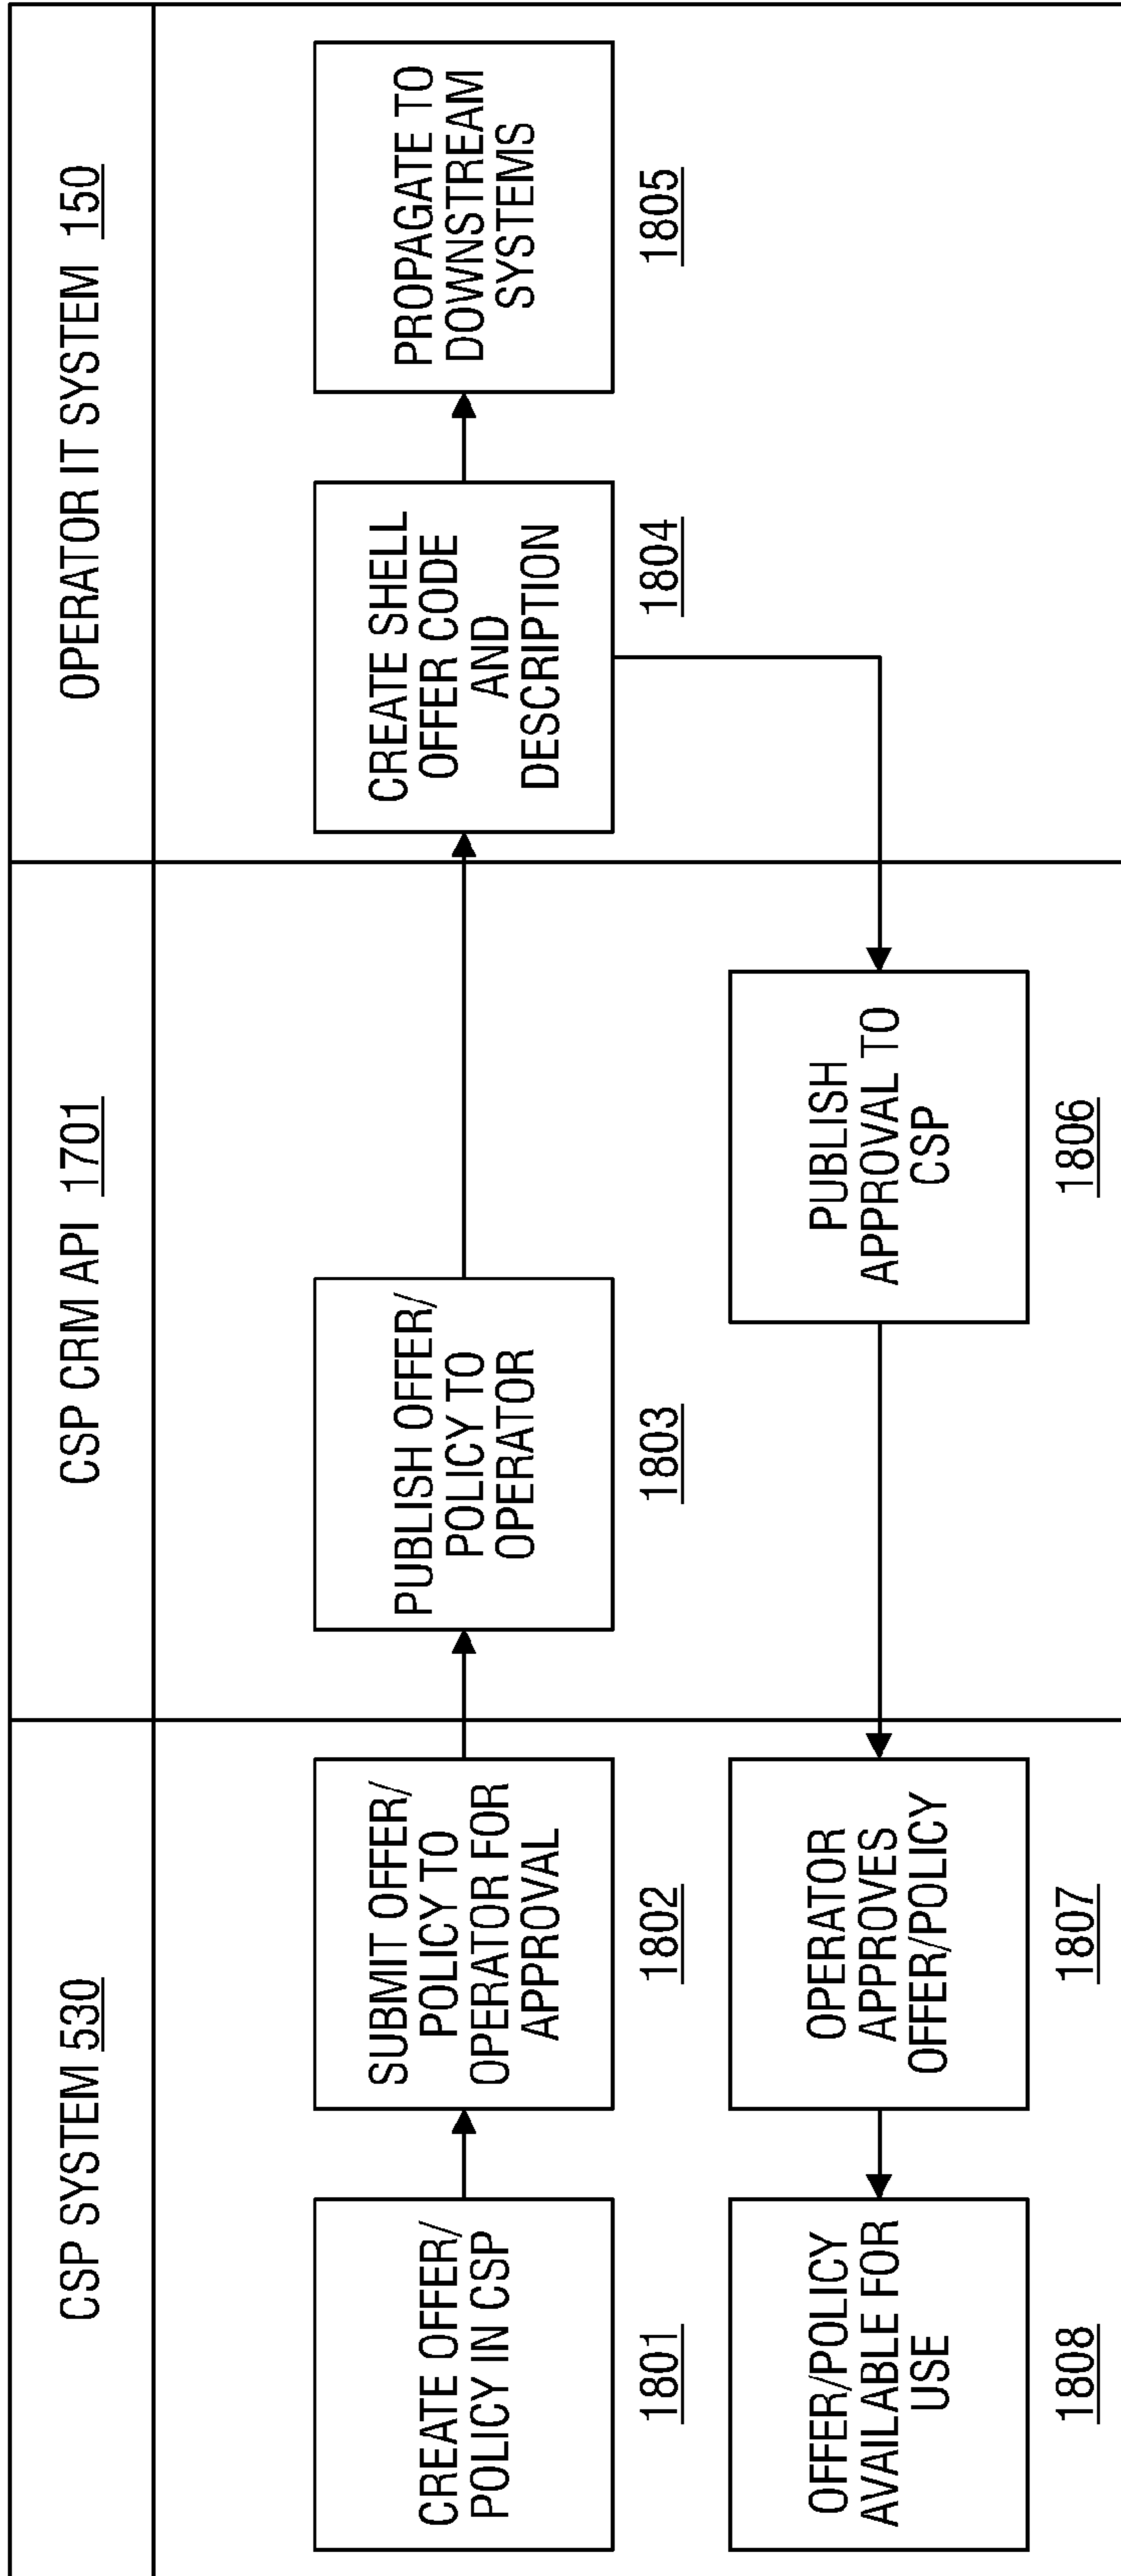 CSP SYSTEM 530
CSP CRM API 1701
OPERATOR IT SYSTEM 150
CREATE OFFER/
POLICY IN CSP
1801
SUBMIT OFFER/
POLICY TO
OPERATOR FOR
APPROVAL
1802
PUBLISH OFFER/
POLICY TO
OPERATOR
1803
CREATE SHELL
OFFER CODE
AND
DESCRIPTION
1804
PROPAGATE TO
DOWNSTREAM
SYSTEMS
1805
OFFER/POLICY
AVAILABLE FOR
USE
1808
OPERATOR
APPROVES
OFFER/POLICY
1807
PUBLISH
APPROVAL TO
CSP
1806